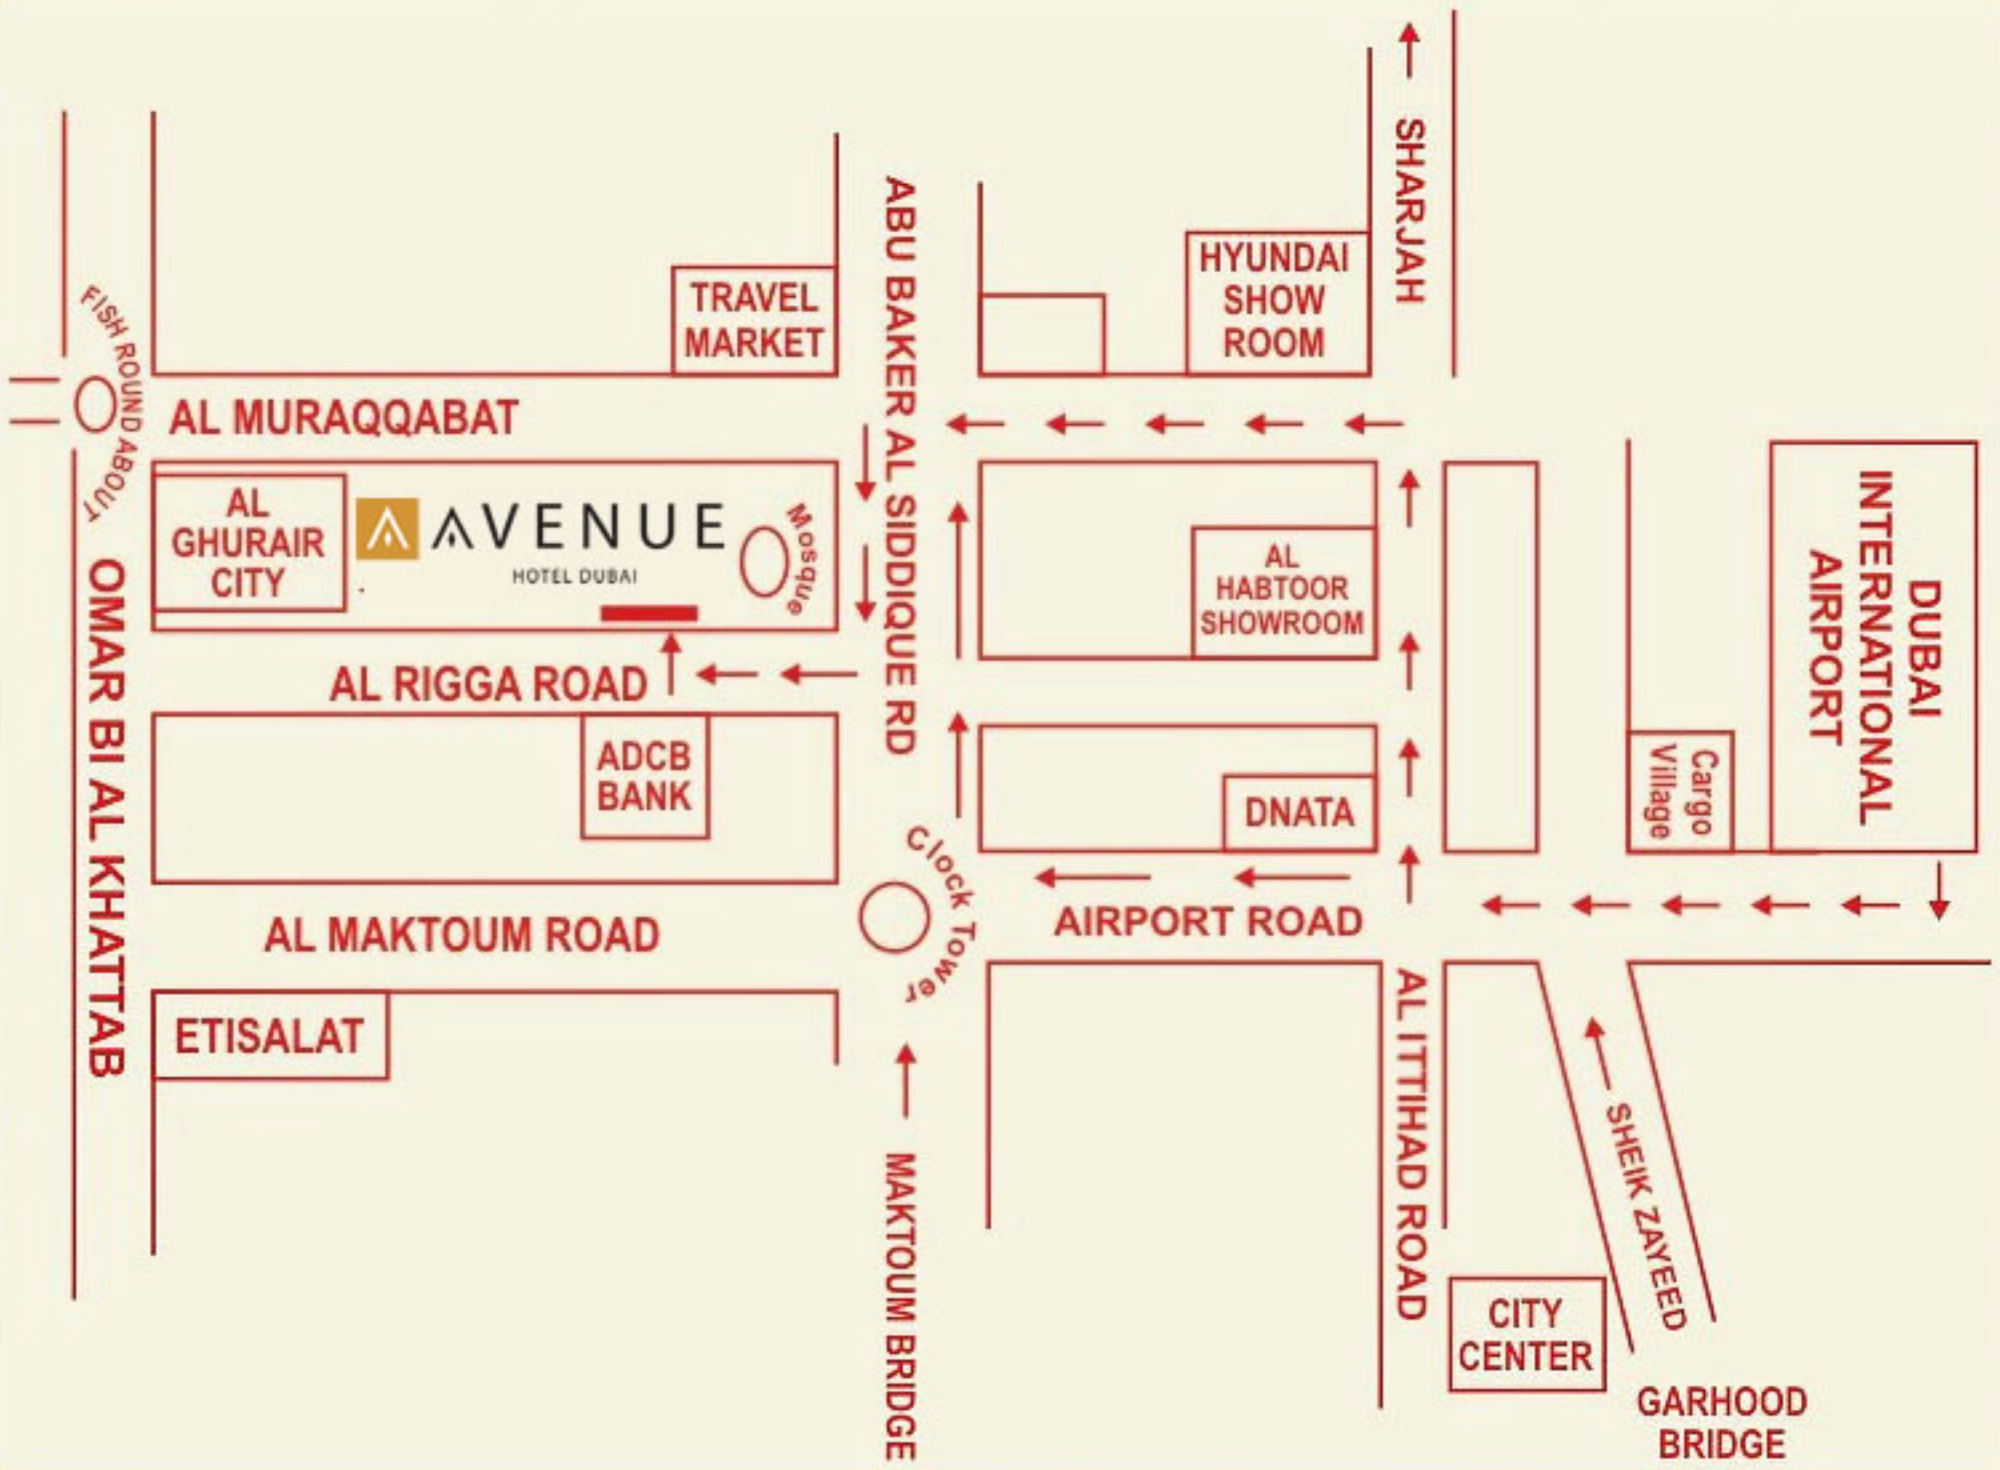 SHARJAH
ABU BAKER AL SIDDIQUE RD
HYUNDAI
SHOW
ROOM
TRAVEL
MARKET
FISH ROUND ABOUT
AL MURAQQABAT
AL
GHURAIR
CITY
AVENUE
HOTEL DUBAI
Mosque
AL
HABTOOR
SHOWROOM
DUBAI
INTERNATIONAL
AIRPORT
OMAR BI AL KHATTAB
AL RIGGA ROAD
ADCB
BANK
DNATA
Cargo
Village
Clock Tower
AIRPORT ROAD
AL MAKTOUM ROAD
ETISALAT
AL ITTIHAD ROAD
SHEIK ZAYEED
MAKTOUM BRIDGE
CITY
CENTER
GARHOOD
BRIDGE